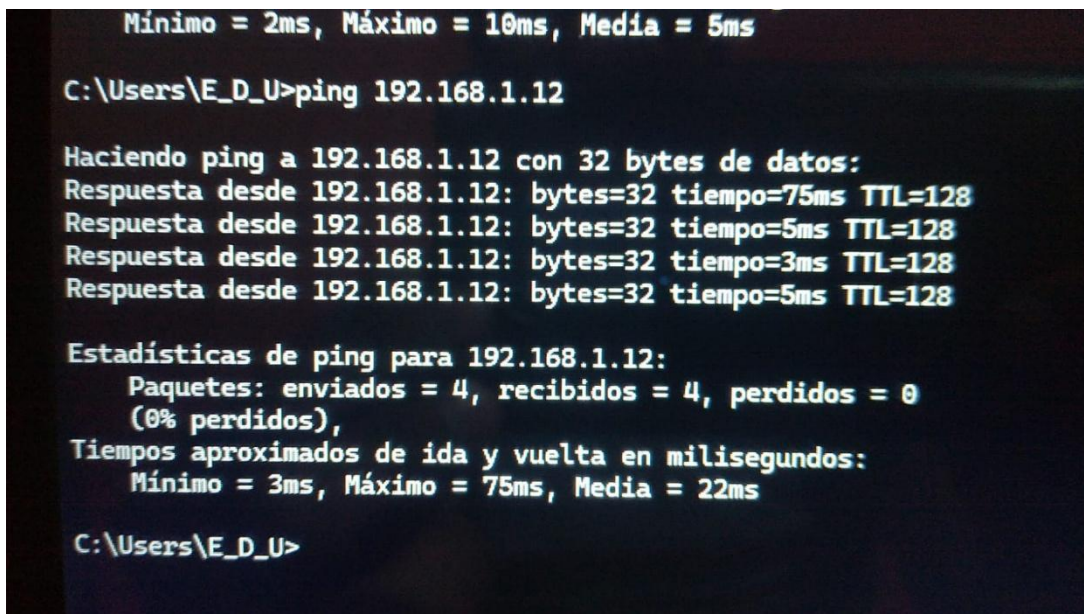 Mínimo = 2ms, Máximo = 10ms, Media = 5ms
C:\Users\E_D_U>ping 192.168.1.12
Haciendo ping a 192.168.1.12 con 32 bytes de datos:
Respuesta desde 192.168.1.12: bytes=32 tiempo=75ms TTL=128
Respuesta desde 192.168.1.12: bytes=32 tiempo=5ms TTL=128
Respuesta desde 192.168.1.12: bytes=32 tiempo=3ms TTL=128
Respuesta desde 192.168.1.12: bytes=32 tiempo=5ms TTL=128
Estadísticas de ping para 192.168.1.12:
Paquetes: enviados = 4, recibidos = 4, perdidos = 0
(0% perdidos),
Tiempos aproximados de ida y vuelta en milisegundos:
Mínimo = 3ms, Máximo = 75ms, Media = 22ms
C:\Users\E_D_U>